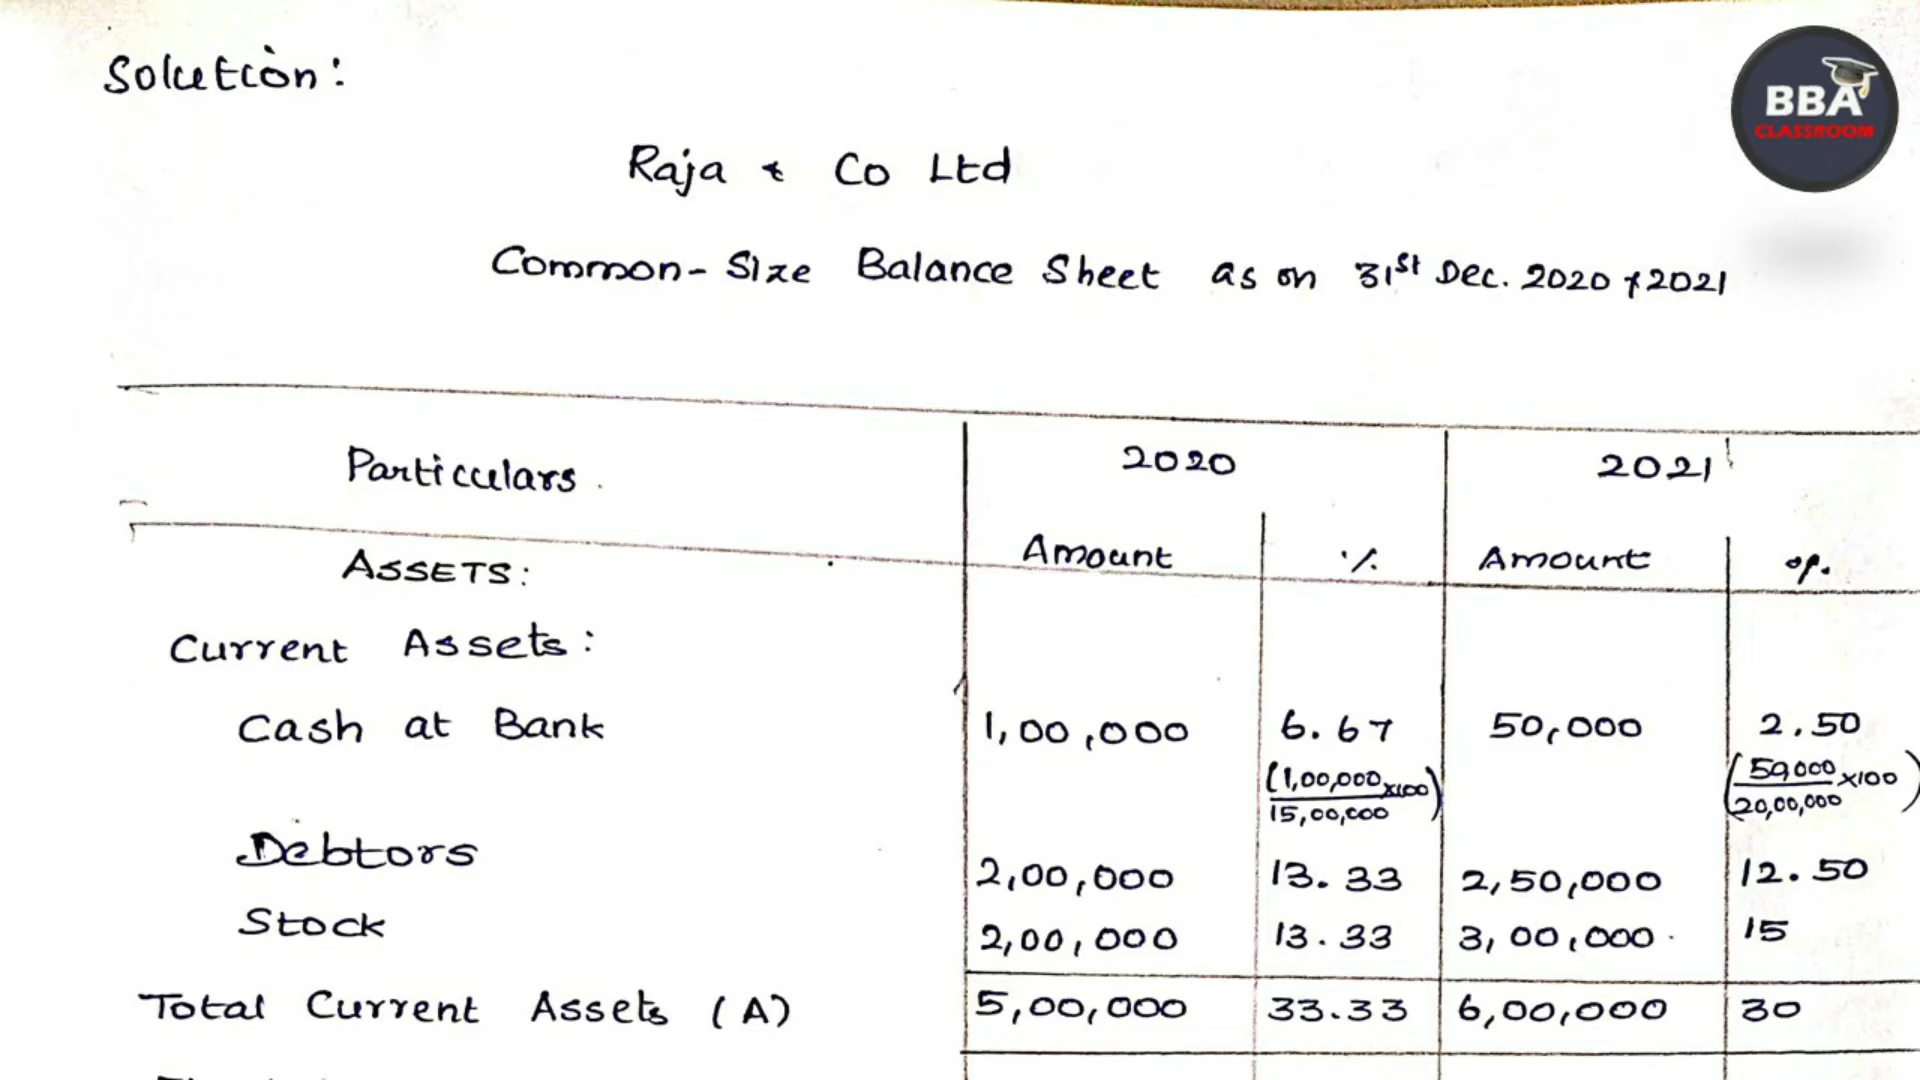 Solution:
BBA
CLASSROOM
Raja & Co Ltd
Common-Size Balance Sheet as on 31st Dec. 2020 & 2021
Particulars 2020 2021
Amount % Amount %
ASSETS:
Current Assets:
Cash at Bank 1,00,000 6.67 50,000 2.50
(1,00,000 x100) (50,000 x100)
15,00,000 20,00,000
Debtors 2,00,000 13.33 2,50,000 12.50
Stock 2,00,000 13.33 3,00,000 15
Total Current Assets (A) 5,00,000 33.33 6,00,000 30